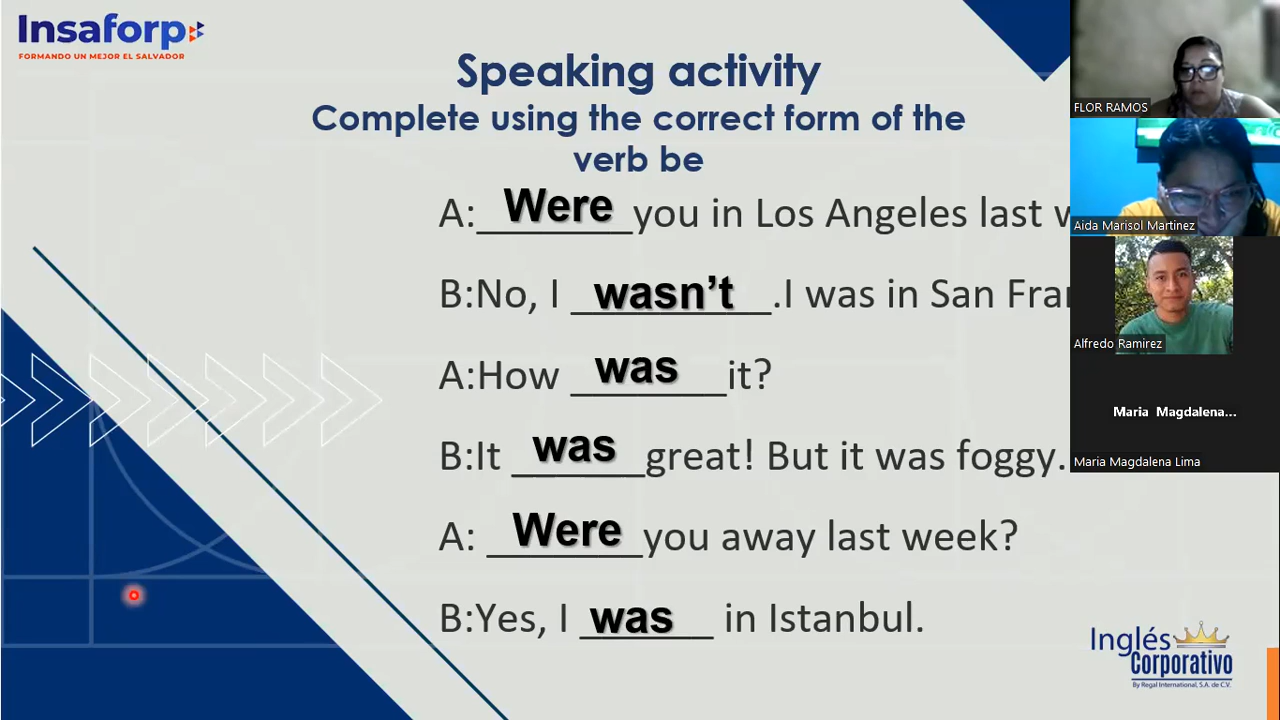 Insaforp
FORMANDO UN MEJOR EL SALVADOR
Speaking activity
Complete using the correct form of the
verb be
A:________Were you in Los Angeles last
B:No, I wasn't.I was in San
A:How was it?
B:It was great! But it was foggy.
A: Were you away last week?
B:Yes, I was in Istanbul.
FLOR RAMOS
Aida Marisol Martinez
Alfredo Ramirez
Maria Magdalena...
Maria Magdalena Lima
Inglés
Corporativo
By Regal International, S.A. de C.V.